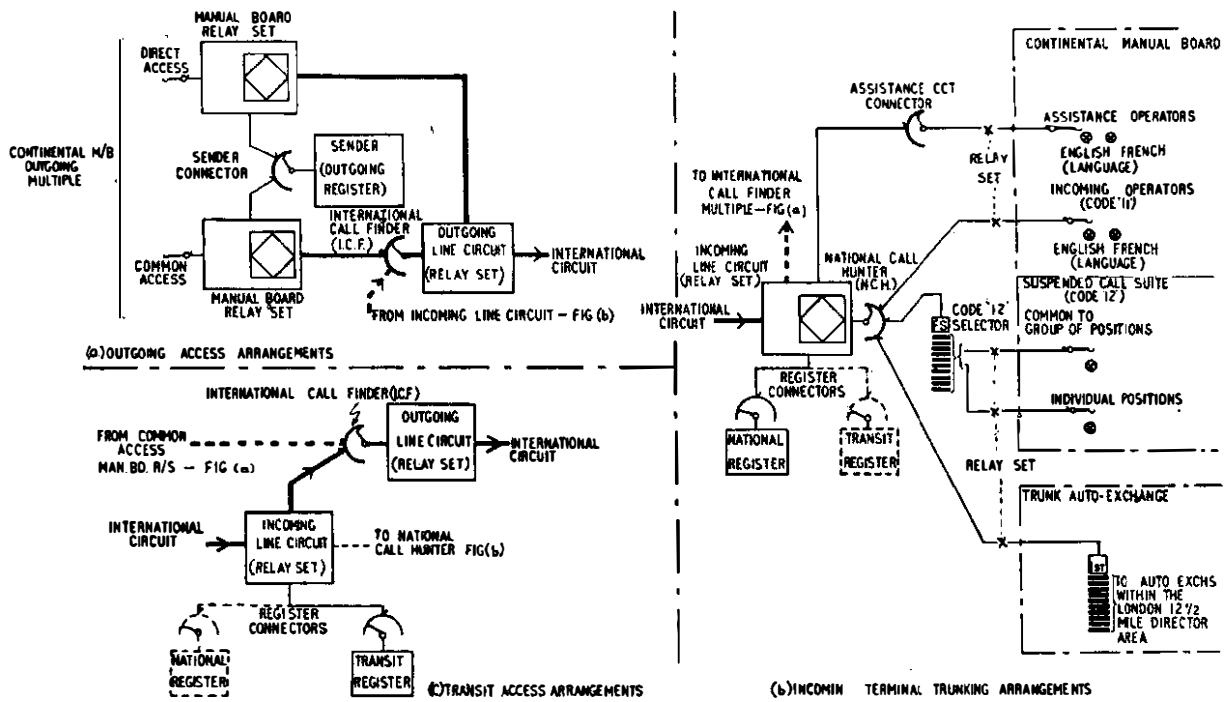 MANUAL BOARD
RELAY SET
DIRECT
ACCESS
CONTINENTAL M/B
OUTGOING
MULTIPLE
SENDER
CONNECTOR
SENDER
(OUTGOING
REGISTER)
INTERNATIONAL
CALL FINDER
(I.C.F.)
OUTGOING
LINE CIRCUIT
(RELAY SET)
INTERNATIONAL
CIRCUIT
COMMON
ACCESS
MANUAL BOARD
RELAY SET
FROM INCOMING LINE CIRCUIT - FIG (b)
(a.) OUTGOING ACCESS ARRANGEMENTS
INTERNATIONAL CALL FINDER (I.C.F)
OUTGOING
LINE CIRCUIT
(RELAY SET)
INTERNATIONAL
CIRCUIT
FROM COMMON
ACCESS
MAN. BD. R/S - FIG (a)
INTERNATIONAL
CIRCUIT
INCOMING
LINE CIRCUIT
(RELAY SET)
TO NATIONAL
CALL HUNTER FIG(b)
REGISTER
CONNECTORS
NATIONAL
REGISTER
TRANSIT
REGISTER
(C) TRANSIT ACCESS ARRANGEMENTS
CONTINENTAL MANUAL BOARD
ASSISTANCE CCT
CONNECTOR
ASSISTANCE OPERATORS
ENGLISH FRENCH
(LANGUAGE)
RELAY
SET
INCOMING OPERATORS
(CODE '11')
ENGLISH FRENCH
(LANGUAGE)
TO INTERNATIONAL
CALL FINDER
MULTIPLE-FIG(a)
INCOMING
LINE CIRCUIT
(RELAY SET)
NATIONAL CALL
HUNTER
(N.C.H.)
INTERNATIONAL
CIRCUIT
SUSPENDED CALL SUITE
(CODE '12')
CODE '12'
SELECTOR
FS
COMMON TO
GROUP OF POSITIONS
INDIVIDUAL POSITIONS
REGISTER
CONNECTORS
NATIONAL
REGISTER
TRANSIT
REGISTER
RELAY SET
TRUNK AUTO-EXCHANGE
1ST
TO AUTO EXCHS
WITHIN THE
LONDON 12 1/2
MILE DIRECTOR
AREA
(b) INCOMIN TERMINAL TRUNKING ARRANGEMENTS